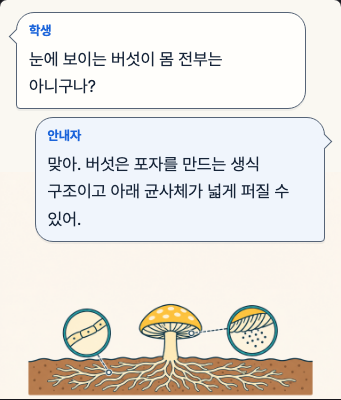 학생
눈에 보이는 버섯이 몸 전부는
아니구나?
안내자
맞아. 버섯은 포자를 만드는 생식
구조이고 아래 균사체가 넓게 퍼질 수
있어.